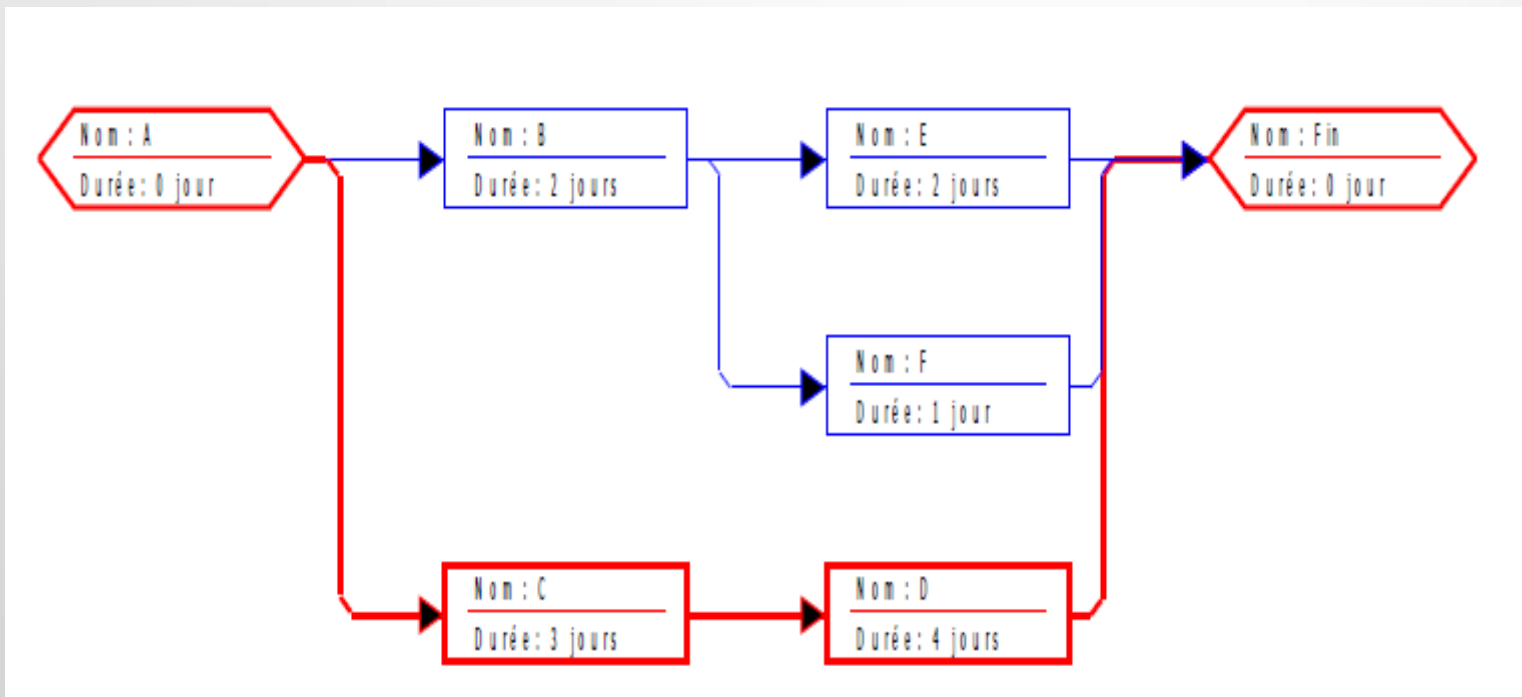 Nom : A
Durée: 0 jour
Nom : B
Durée: 2 jours
Nom : E
Durée: 2 jours
Nom : Fin
Durée: 0 jour
Nom : F
Durée: 1 jour
Nom : C
Durée: 3 jours
Nom : D
Durée: 4 jours